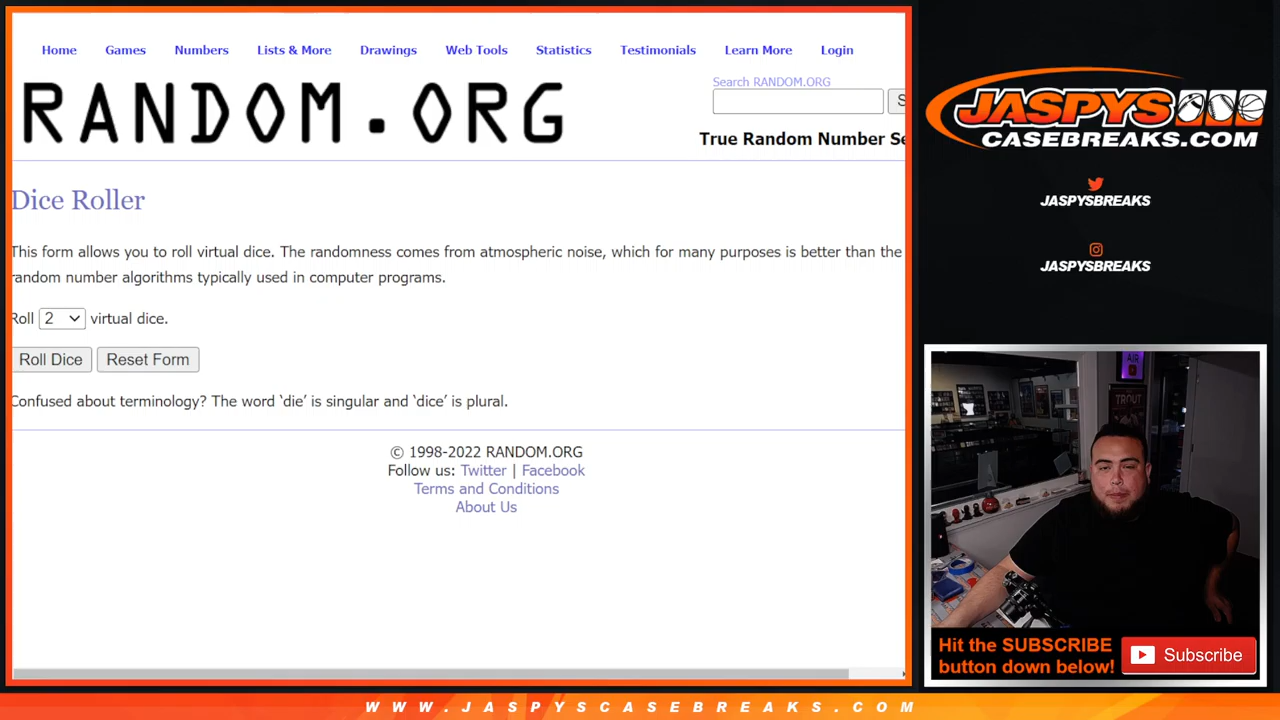 Home Games Numbers Lists & More Drawings Web Tools Statistics Testimonials Learn More Login
RANDOM.ORG
Search RANDOM.ORG
S
True Random Number Se
Dice Roller
This form allows you to roll virtual dice. The randomness comes from atmospheric noise, which for many purposes is better than the
random number algorithms typically used in computer programs.
Roll 2 virtual dice.
Roll Dice Reset Form
Confused about terminology? The word ‘die’ is singular and ‘dice’ is plural.
© 1998-2022 RANDOM.ORG
Follow us: Twitter | Facebook
Terms and Conditions
About Us
JASPYS
CASEBREAKS.COM
JASPYSBREAKS
JASPYSBREAKS
AIR
TROUT
Hit the SUBSCRIBE
button down below!
Subscribe
WWW.JASPYSCASEBREAKS.COM